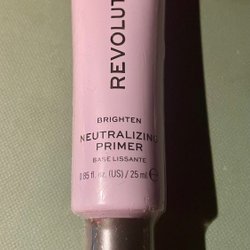 REVOLUT
BRIGHTEN
NEUTRALIZING
PRIMER
BASE LISSANTE
0.85 fl. oz. (US) / 25 ml e